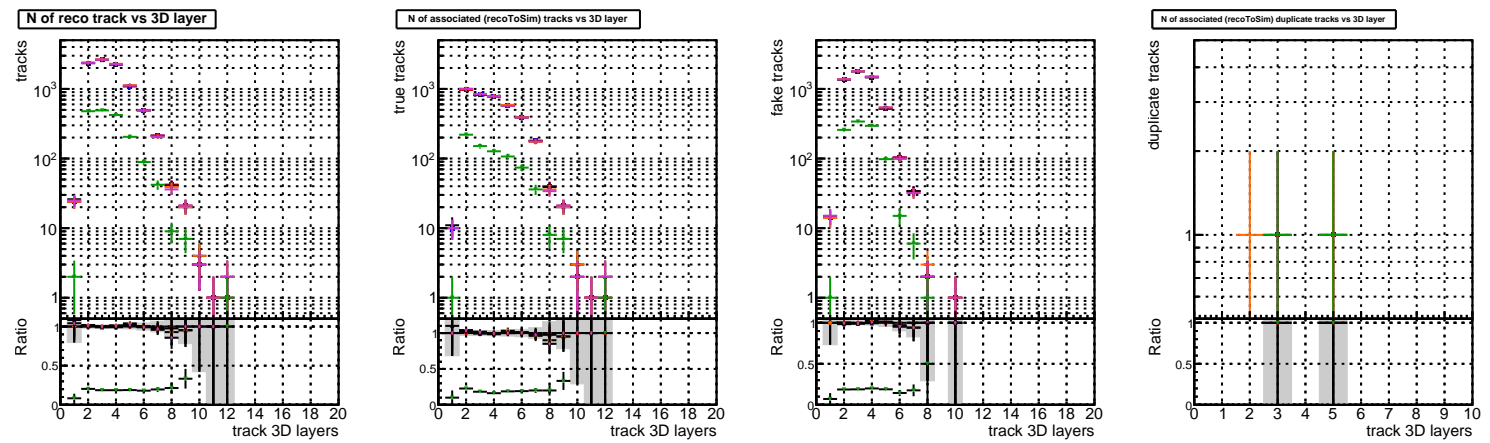 N of reco track vs 3D layer
tracks
10³
10²
10
1
Ratio
1
0.5
0
0 2 4 6 8 10 12 14 16 18 20
track 3D layers
N of associated (recoToSim) tracks vs 3D layer
true tracks
10³
10²
10
1
Ratio
1
0.5
0
0 2 4 6 8 10 12 14 16 18 20
track 3D layers
fake tracks
10³
10²
10
1
Ratio
1
0.5
0
0 2 4 6 8 10 12 14 16 18 20
track 3D layers
N of associated (recoToSim) duplicate tracks vs 3D layer
duplicate tracks
1
Ratio
1
0.5
0
0 1 2 3 4 5 6 7 8 9 10
track 3D layers